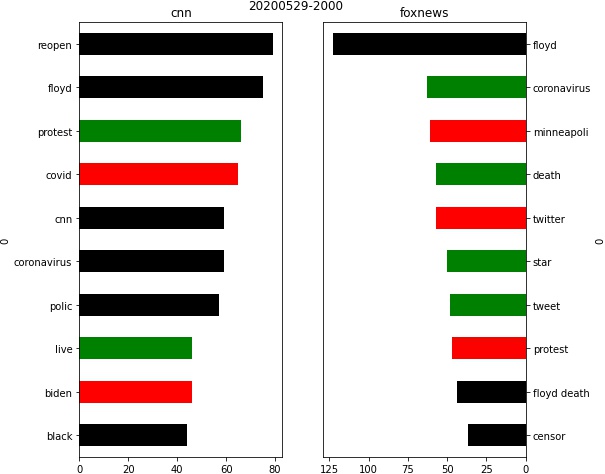 20200529-2000
cnn
foxnews
reopen
floyd
protest
covid
cnn
coronavirus
polic
live
biden
black
0
0 20 40 60 80
floyd
coronavirus
minneapoli
death
twitter
star
tweet
protest
floyd death
censor
0
125 100 75 50 25 0